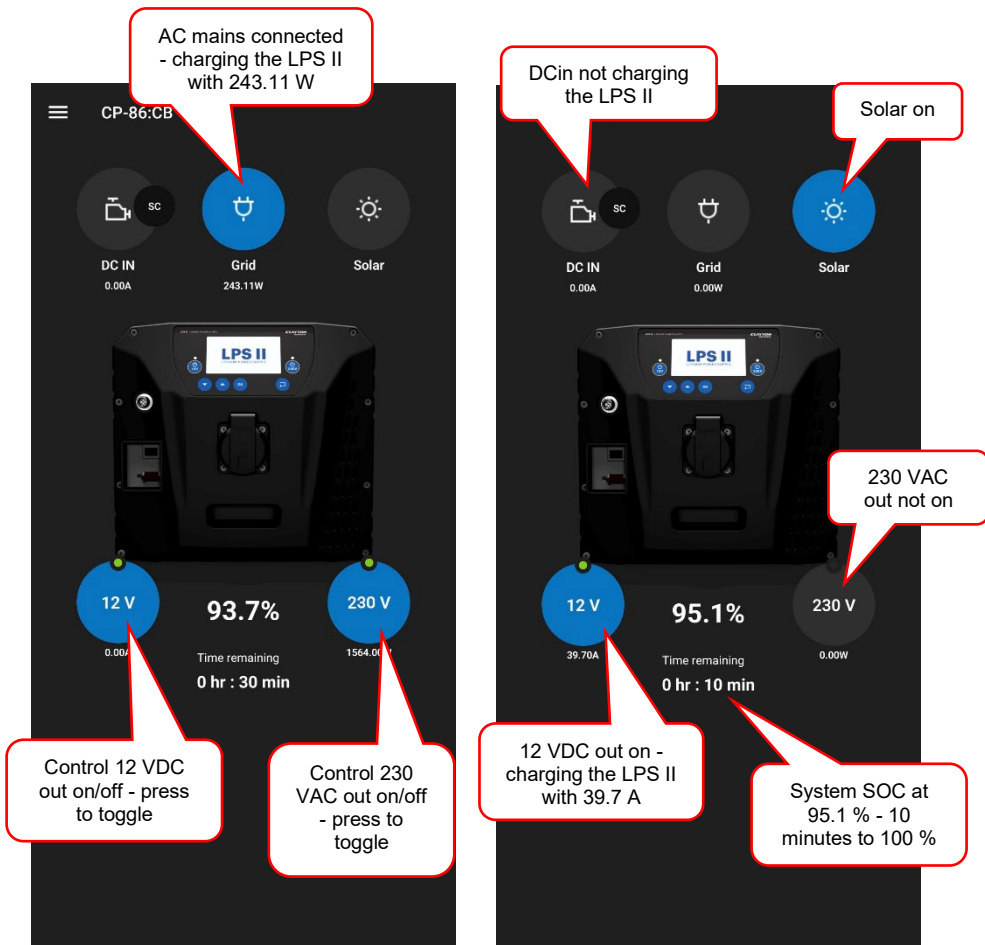 AC mains connected
- charging the LPS II
with 243.11 W
CP-86:CB
SC
DC IN
0.00A
Grid
243.11W
Solar
LPS II
12 V
0.00A
93.7%
230 V
Time remaining
0 hr : 30 min
Control 12 VDC
out on/off - press
to toggle
Control 230
VAC out on/off
- press to
toggle
DCin not charging
the LPS II
Solar on
SC
DC IN
0.00A
Grid
0.00W
Solar
LPS II
230 VAC
out not on
12 V
39.70A
95.1%
230 V
0.00W
Time remaining
0 hr : 10 min
12 VDC out on -
charging the LPS II
with 39.7 A
System SOC at
95.1 % - 10
minutes to 100 %